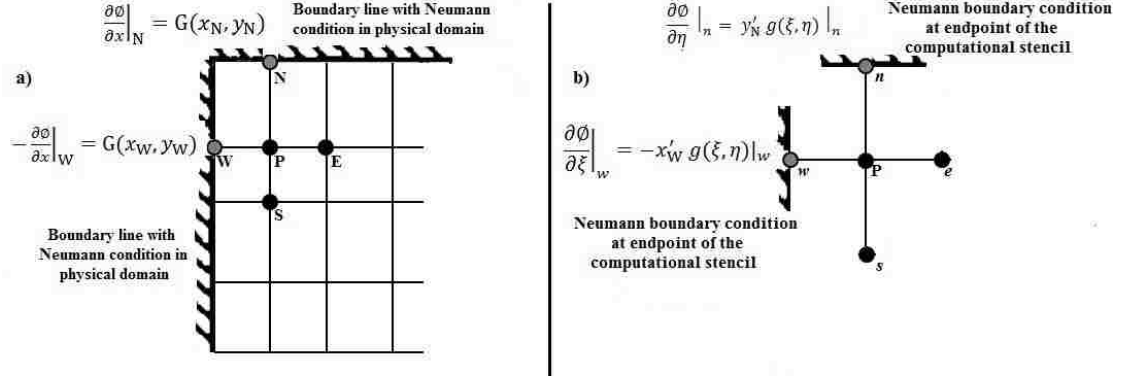 ∂∅/∂x|N = G(xN, yN)
Boundary line with Neumann
condition in physical domain
a)
N
−∂∅/∂x|W = G(xW, yW)
W
P
E
S
Boundary line with
Neumann condition in
physical domain
∂∅/∂η|n = y′N g(ξ, η)|n
Neumann boundary condition
at endpoint of the
computational stencil
b)
n
∂∅/∂ξ|w = −x′W g(ξ, η)|w
w
P
e
Neumann boundary condition
at endpoint of the
computational stencil
s